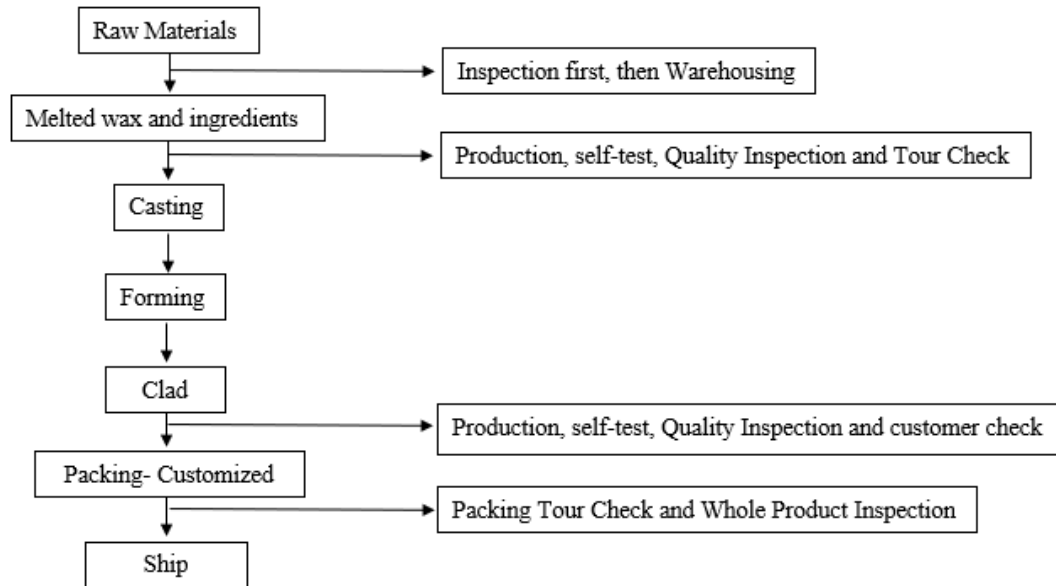 Raw Materials
Inspection first, then Warehousing
Melted wax and ingredients
Production, self-test, Quality Inspection and Tour Check
Casting
Forming
Clad
Production, self-test, Quality Inspection and customer check
Packing- Customized
Packing Tour Check and Whole Product Inspection
Ship